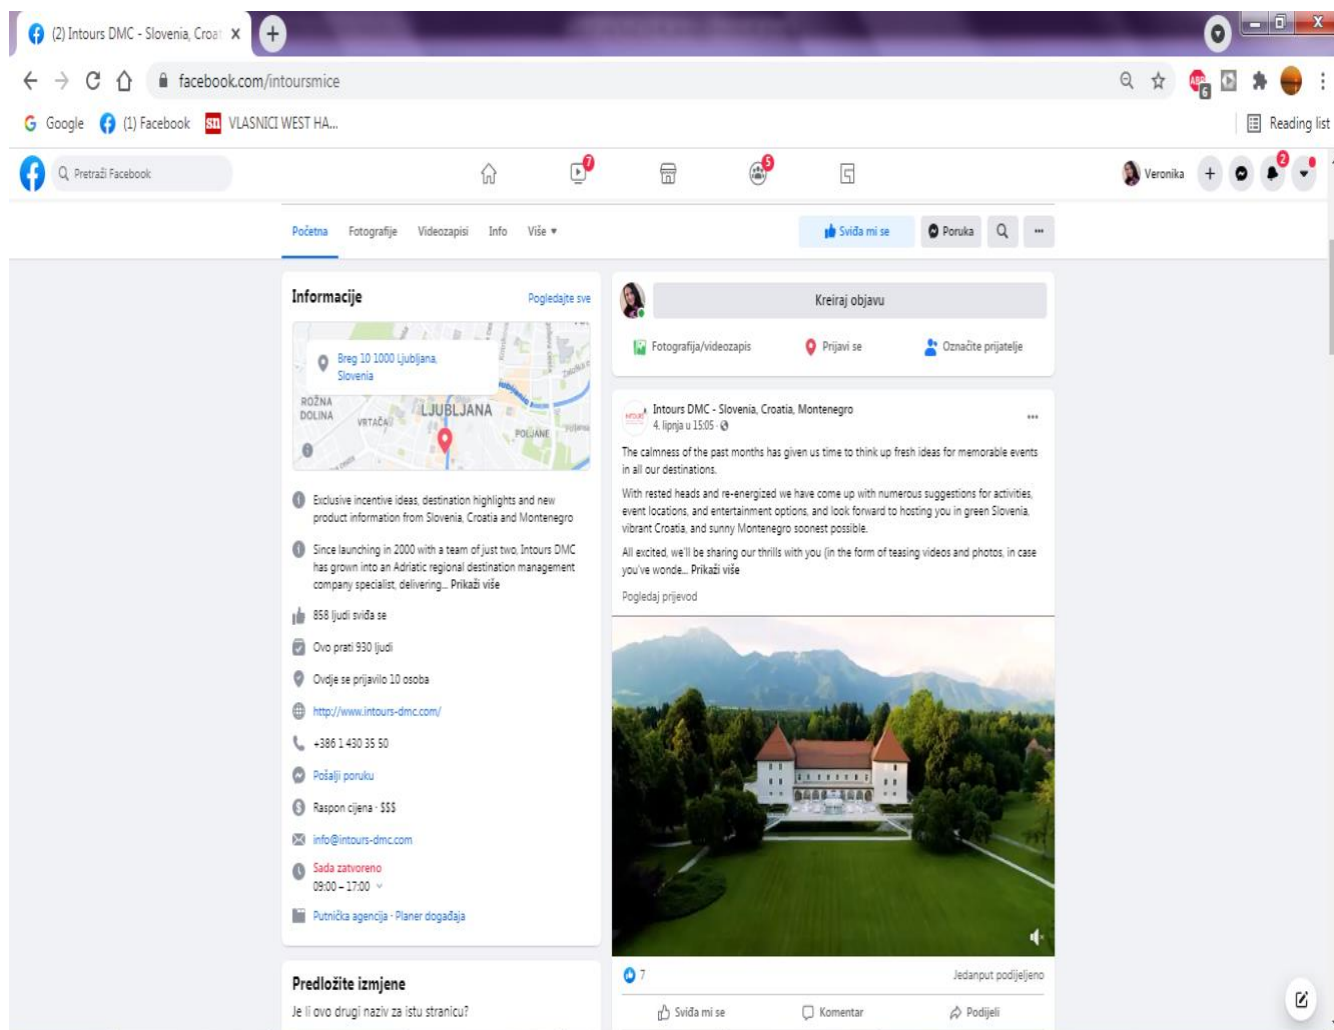 (2) Intours DMC - Slovenia, Croat
facebook.com/intoursmice
Google (1) Facebook sn VLASNICI WEST HA...
Reading list
Pretraži Facebook
7
5
Veronika
2
Početna Fotografije Videozapisi Info Više
Sviđa mi se Poruka
Informacije
Pogledajte sve
Breg 10 1000 Ljubljana,
Slovenia
ROŽNA
DOLINA
VRTAČA
LJUBLJANA
POLJANE
Exclusive incentive ideas, destination highlights and new
product information from Slovenia, Croatia and Montenegro
Since launching in 2000 with a team of just two, Intours DMC
has grown into an Adriatic regional destination management
company specialist, delivering... Prikaži više
858 ljudi sviđa se
Ovo prati 930 ljudi
Ovdje se prijavilo 10 osoba
http://www.intours-dmc.com/
+386 1 430 35 50
Pošalji poruku
Raspon cijena · $$$
info@intours-dmc.com
Sada zatvoreno
09:00 – 17:00
Putnička agencija · Planer događaja
Predložite izmjene
Je li ovo drugi naziv za istu stranicu?
Kreiraj objavu
Fotografija/videozapis Prijavi se Označite prijatelje
Intours DMC - Slovenia, Croatia, Montenegro
4. lipnja u 15:05 ·
The calmness of the past months has given us time to think up fresh ideas for memorable events
in all our destinations.
With rested heads and re-energized we have come up with numerous suggestions for activities,
event locations, and entertainment options, and look forward to hosting you in green Slovenia,
vibrant Croatia, and sunny Montenegro soonest possible.
All excited, we'll be sharing our thrills with you (in the form of teasing videos and photos, in case
you've wonde... Prikaži više
Pogledaj prijevod
7
Jedanput podijeljeno
Sviđa mi se Komentar Podijeli